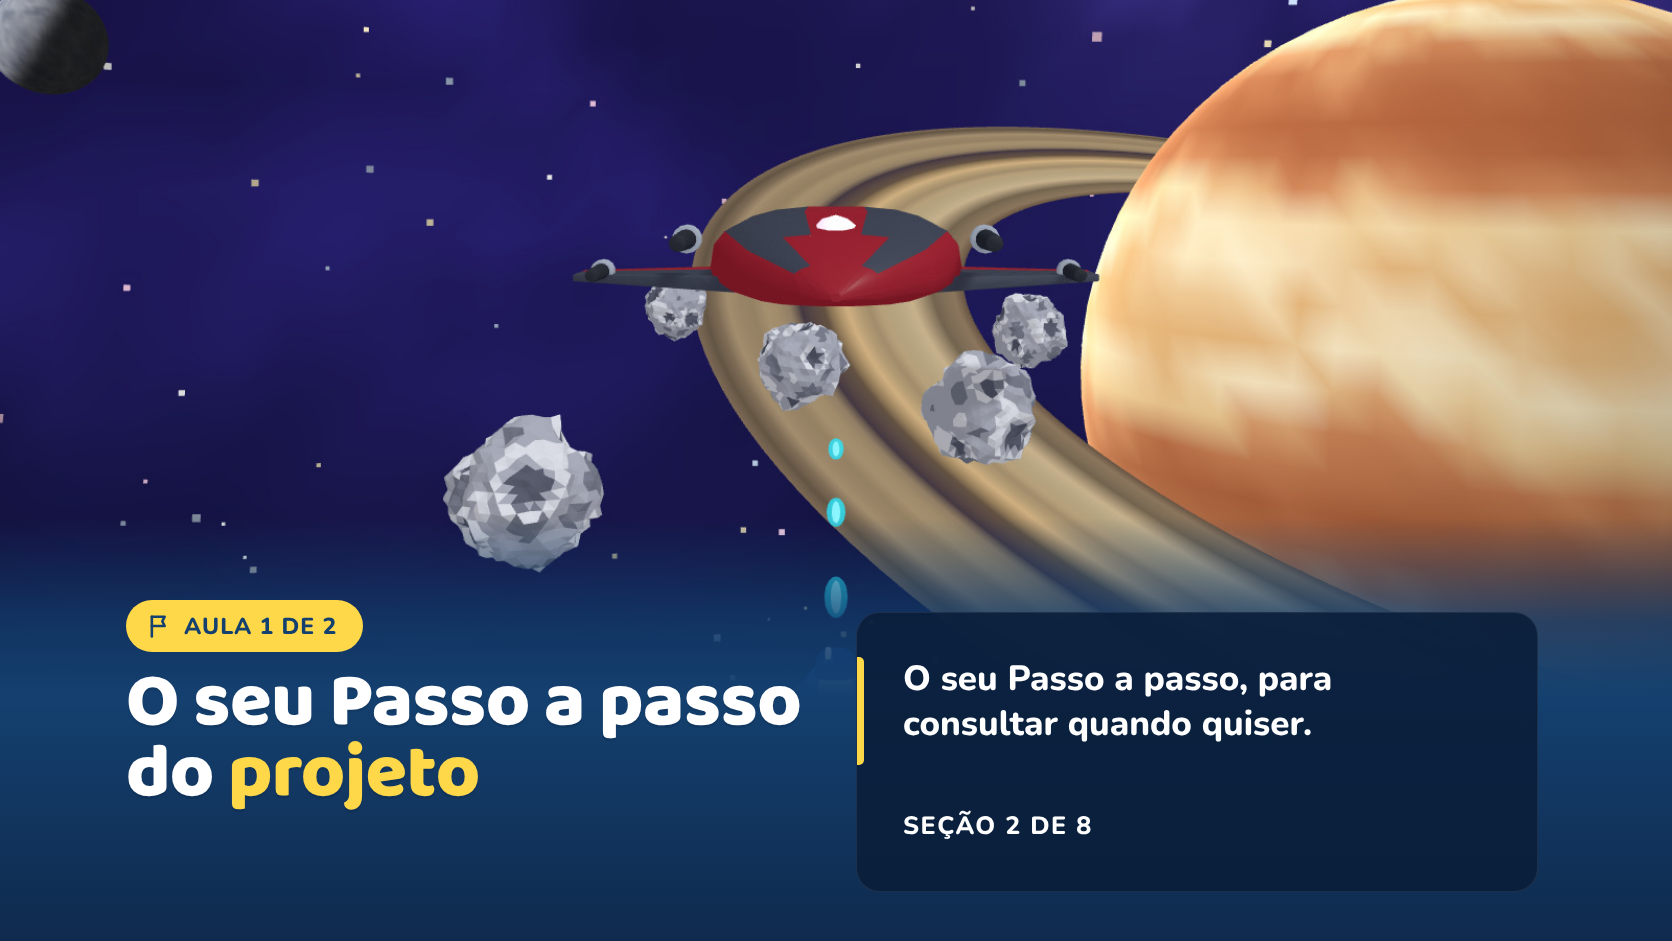 AULA 1 DE 2
O seu Passo a passo
do projeto
O seu Passo a passo, para
consultar quando quiser.
SEÇÃO 2 DE 8